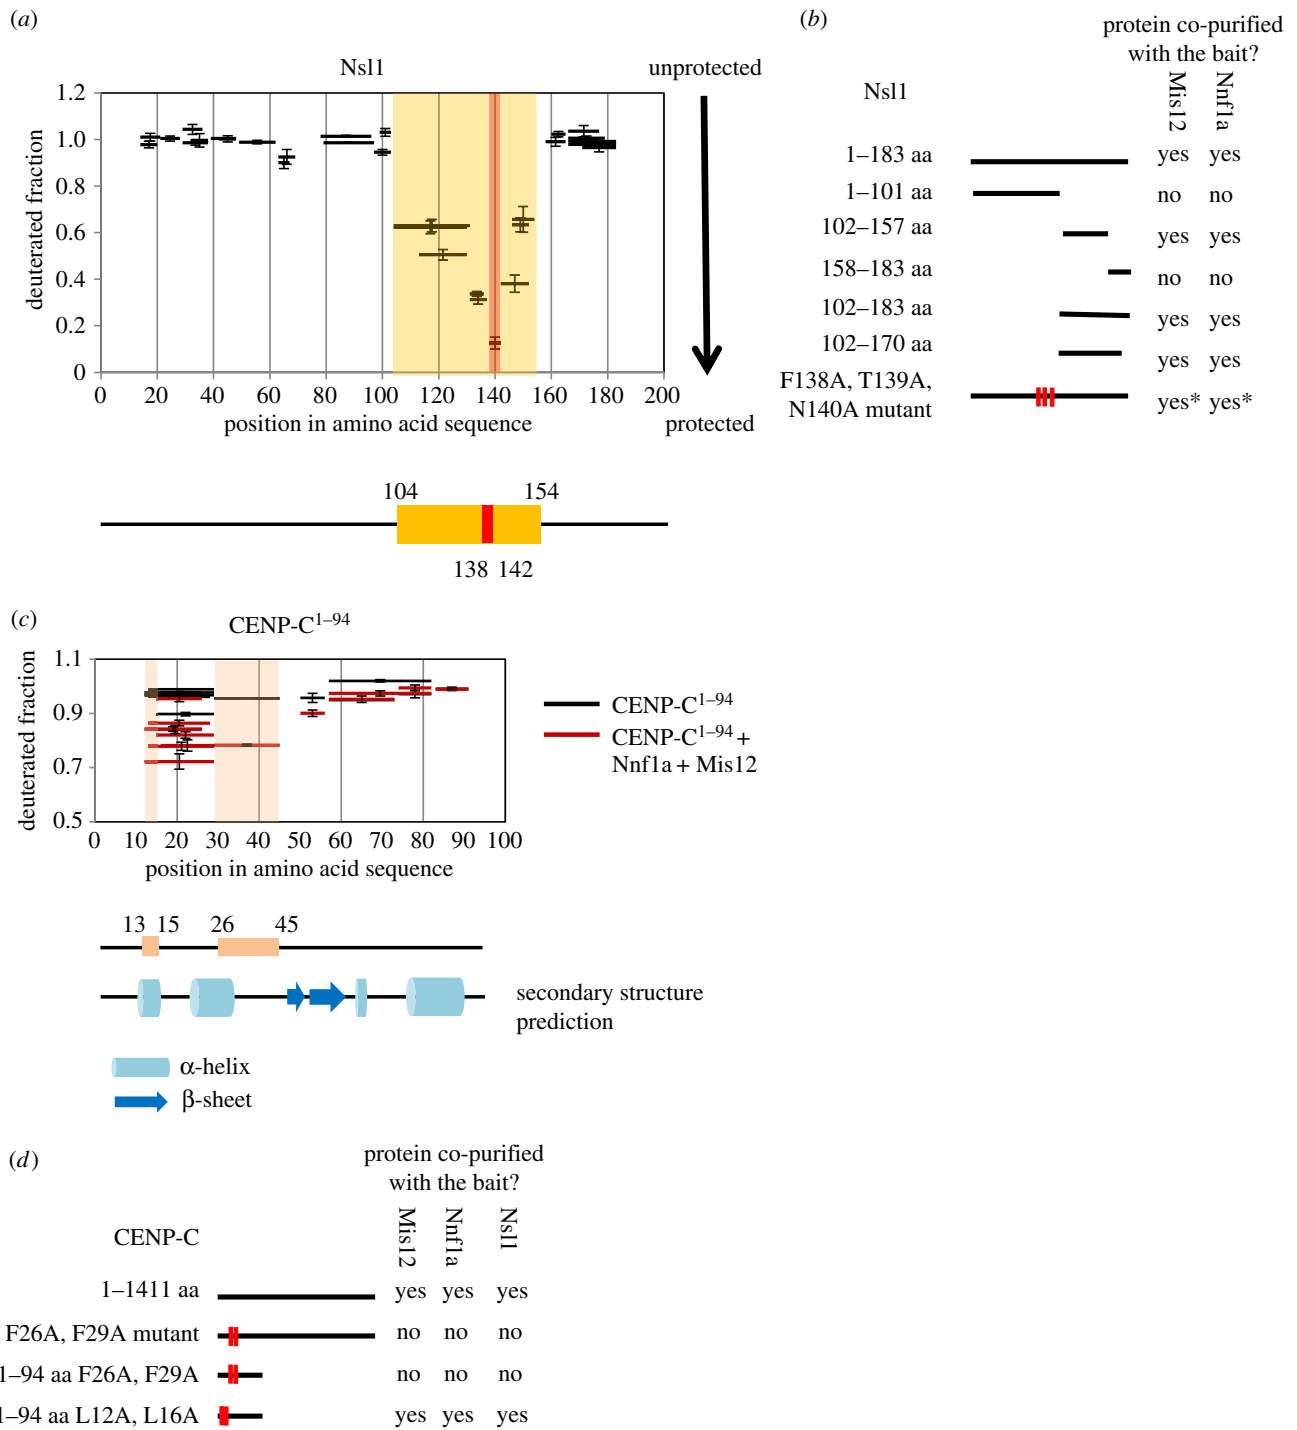 (a)
Nsl1
unprotected
1.2
1.0
0.8
0.6
0.4
0.2
0
deuterated fraction
0 20 40 60 80 100 120 140 160 180 200
position in amino acid sequence
protected
104 154
138 142
(b)
protein co-purified
with the bait?
Nsl1
Mis12 Nnf1a
1–183 aa yes yes
1–101 aa no no
102–157 aa yes yes
158–183 aa no no
102–183 aa yes yes
102–170 aa yes yes
F138A, T139A,
N140A mutant yes* yes*
(c)
CENP-C1–94
1.1
0.9
0.7
0.5
deuterated fraction
0 10 20 30 40 50 60 70 80 90 100
position in amino acid sequence
CENP-C1–94
CENP-C1–94 +
Nnf1a + Mis12
13 15 26 45
secondary structure
prediction
α-helix
β-sheet
(d)
protein co-purified
with the bait?
CENP-C
Mis12 Nnf1a Nsl1
1–1411 aa yes yes yes
F26A, F29A mutant no no no
1–94 aa F26A, F29A no no no
1–94 aa L12A, L16A yes yes yes